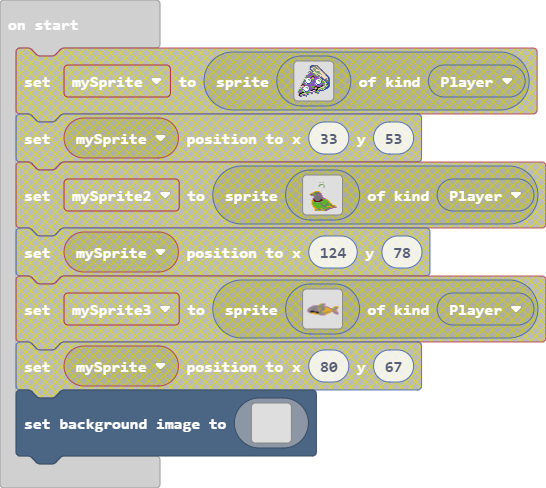 on start
set mySprite to sprite of kind Player
set mySprite position to x 33 y 53
set mySprite2 to sprite of kind Player
set mySprite position to x 124 y 78
set mySprite3 to sprite of kind Player
set mySprite position to x 80 y 67
set background image to